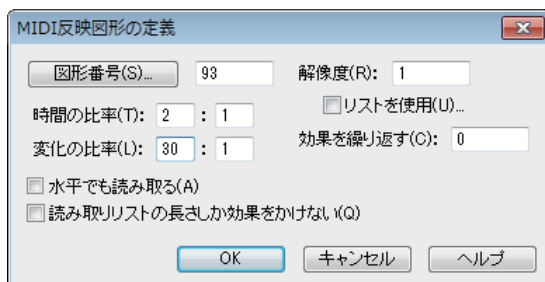 MIDI反映図形の定義
図形番号(S)... 93 解像度(R): 1
リストを使用(U)...
時間の比率(T): 2 : 1
効果を繰り返す(C): 0
変化の比率(L): 30 : 1
水平でも読み取る(A)
読み取りリストの長さしか効果をかけない(Q)
OK キャンセル ヘルプ